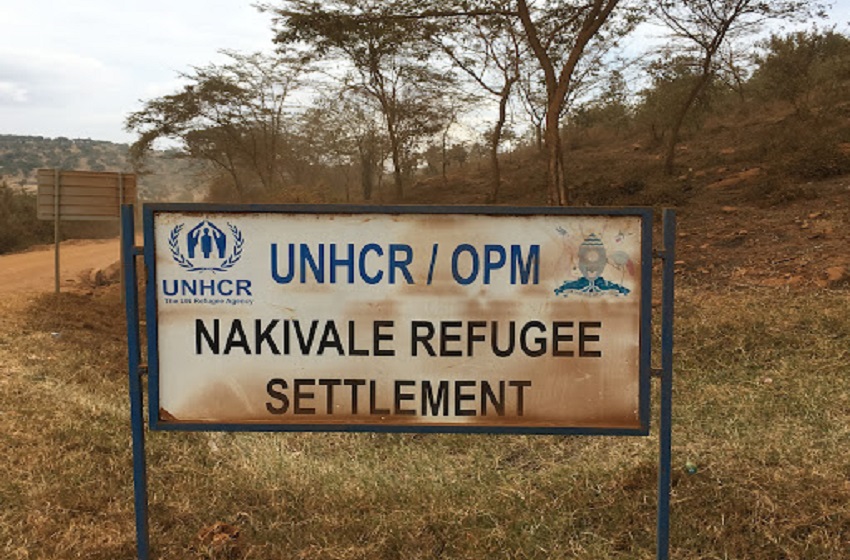 UNHCR / OPM
UNHCR
The UN Refugee Agency
NAKIVALE REFUGEE
SETTLEMENT